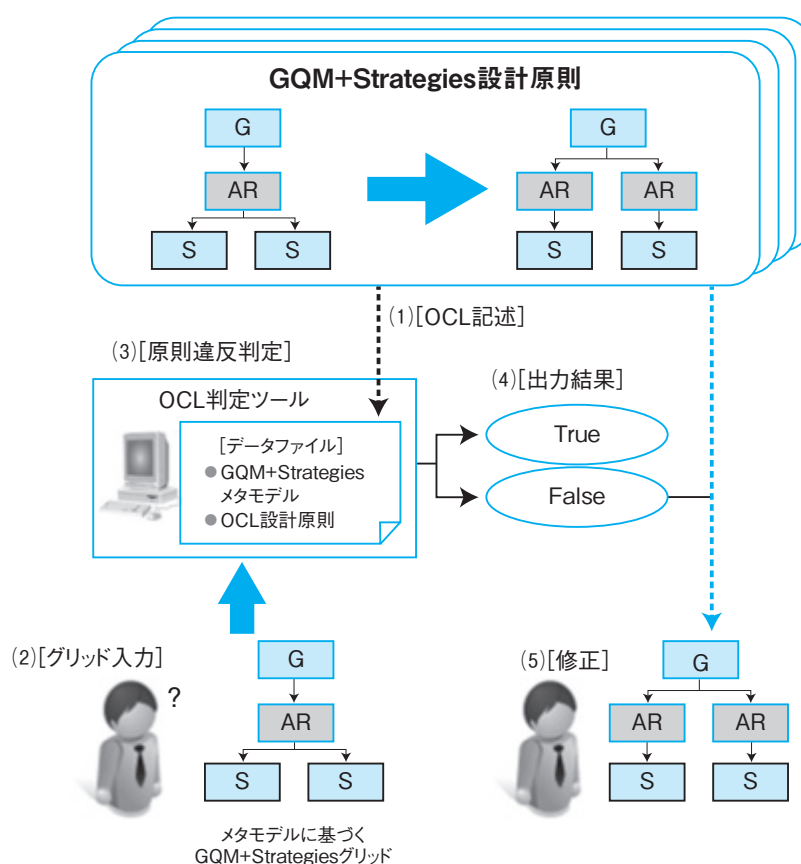 GQM+Strategies設計原則
G
AR
S
S
G
AR
AR
S
S
(1)[OCL記述]
(3)[原則違反判定]
OCL判定ツール
[データファイル]
●GQM+Strategies
メタモデル
●OCL設計原則
(4)[出力結果]
True
False
(2)[グリッド入力]
?
G
AR
S
S
メタモデルに基づく
GQM+Strategiesグリッド
(5)[修正]
G
AR
AR
S
S